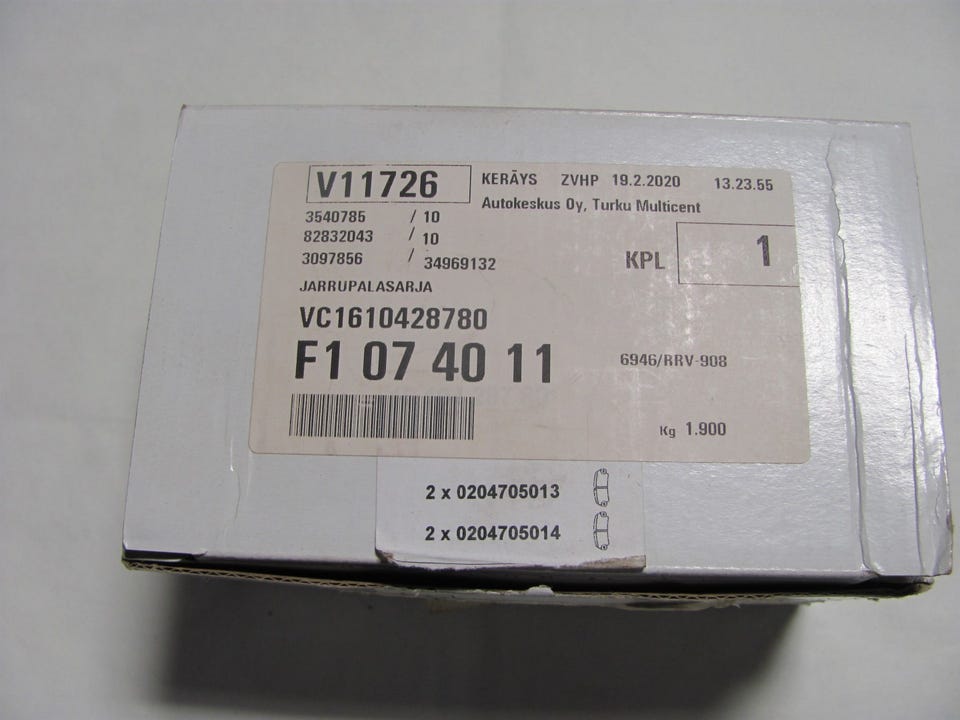 V11726 KERÄYS ZVHP 19.2.2020 13.23.55
Autokeskus Oy, Turku Multicent
3540785 / 10
82832043 / 10
3097856 / 34969132
KPL 1
JARRUPALASARJA
VC1610428780
F1 07 40 11 6946/RRV-908
Kg 1.900
2 x 0204705013
2 x 0204705014